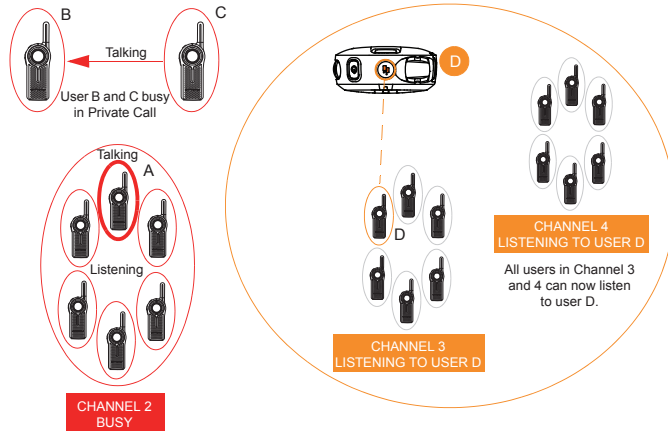 B
C
Talking
User B and C busy
in Private Call
Talking
A
Listening
CHANNEL 2
BUSY
D
D
CHANNEL 3
LISTENING TO USER D
CHANNEL 4
LISTENING TO USER D
All users in Channel 3
and 4 can now listen
to user D.